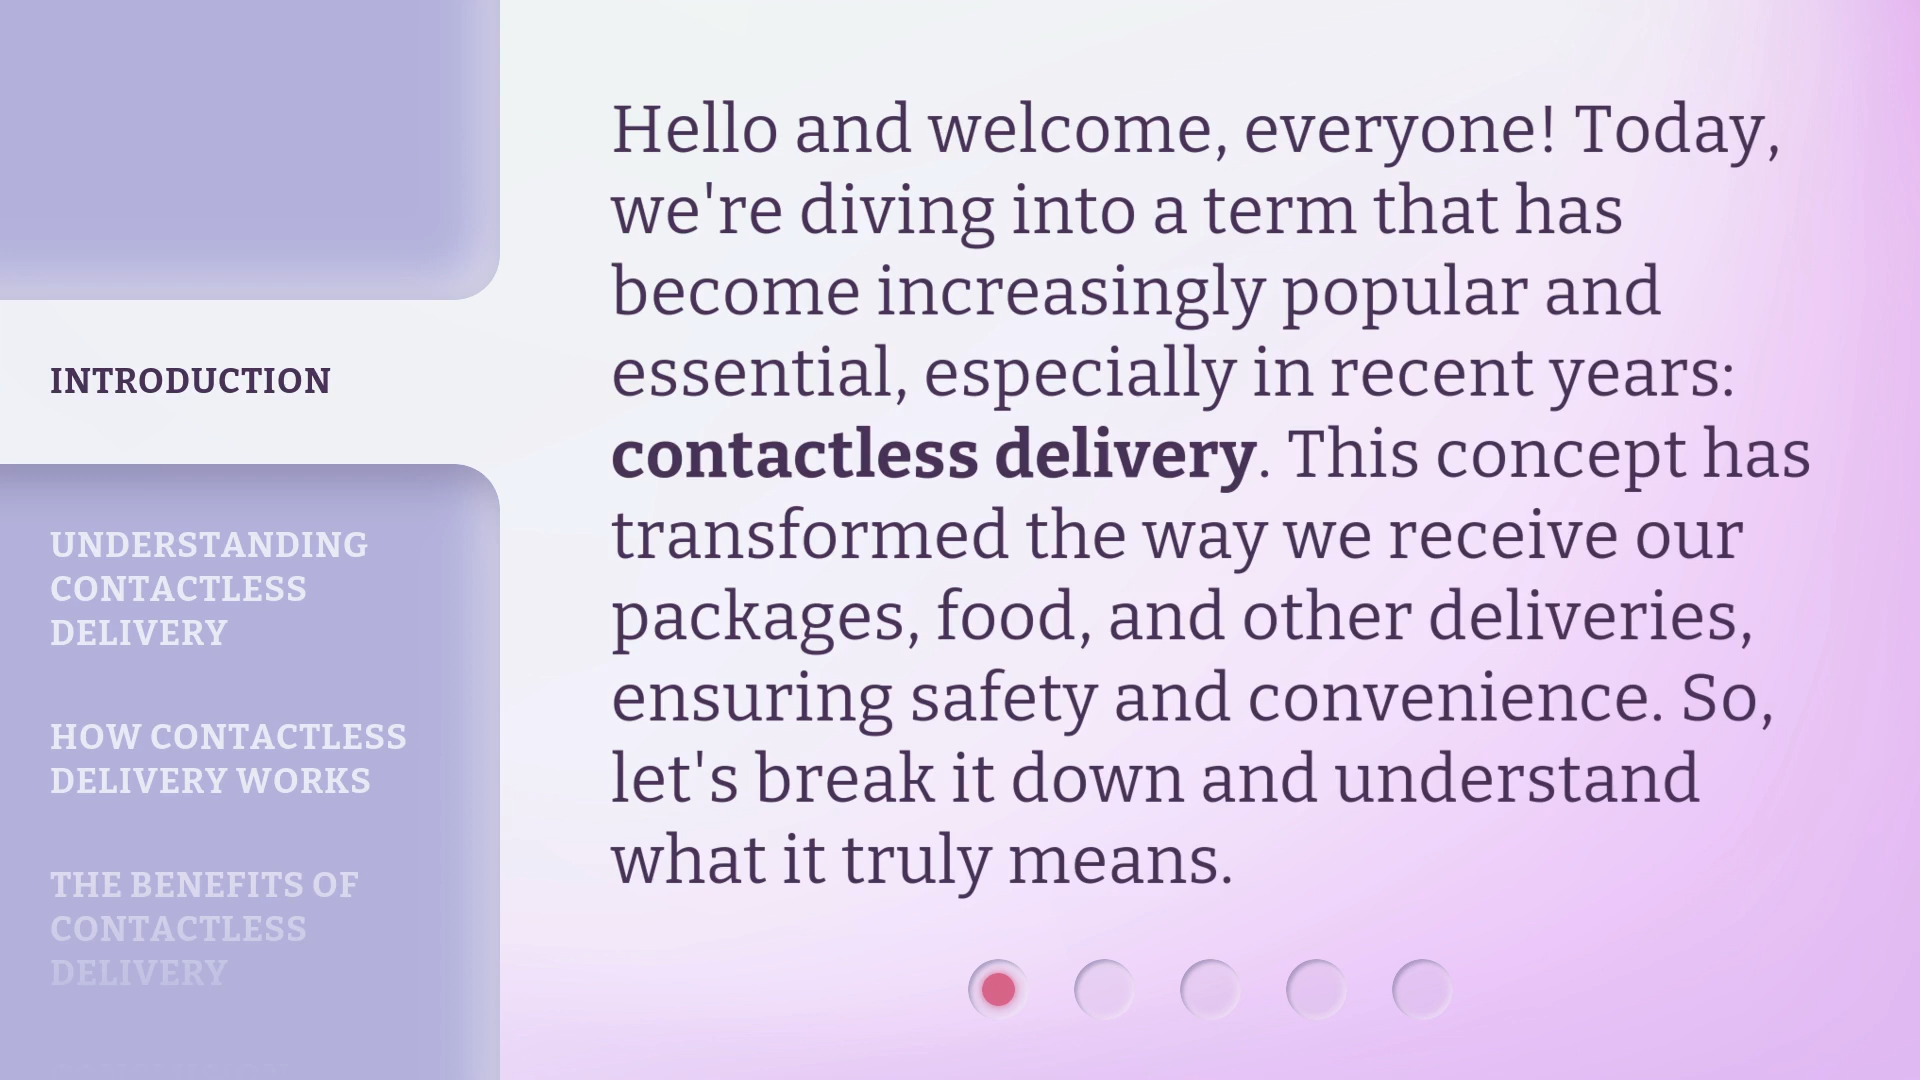 INTRODUCTION
UNDERSTANDING
CONTACTLESS
DELIVERY
HOW CONTACTLESS
DELIVERY WORKS
THE BENEFITS OF
CONTACTLESS
DELIVERY
Hello and welcome, everyone! Today,
we're diving into a term that has
become increasingly popular and
essential, especially in recent years:
contactless delivery. This concept has
transformed the way we receive our
packages, food, and other deliveries,
ensuring safety and convenience. So,
let's break it down and understand
what it truly means.